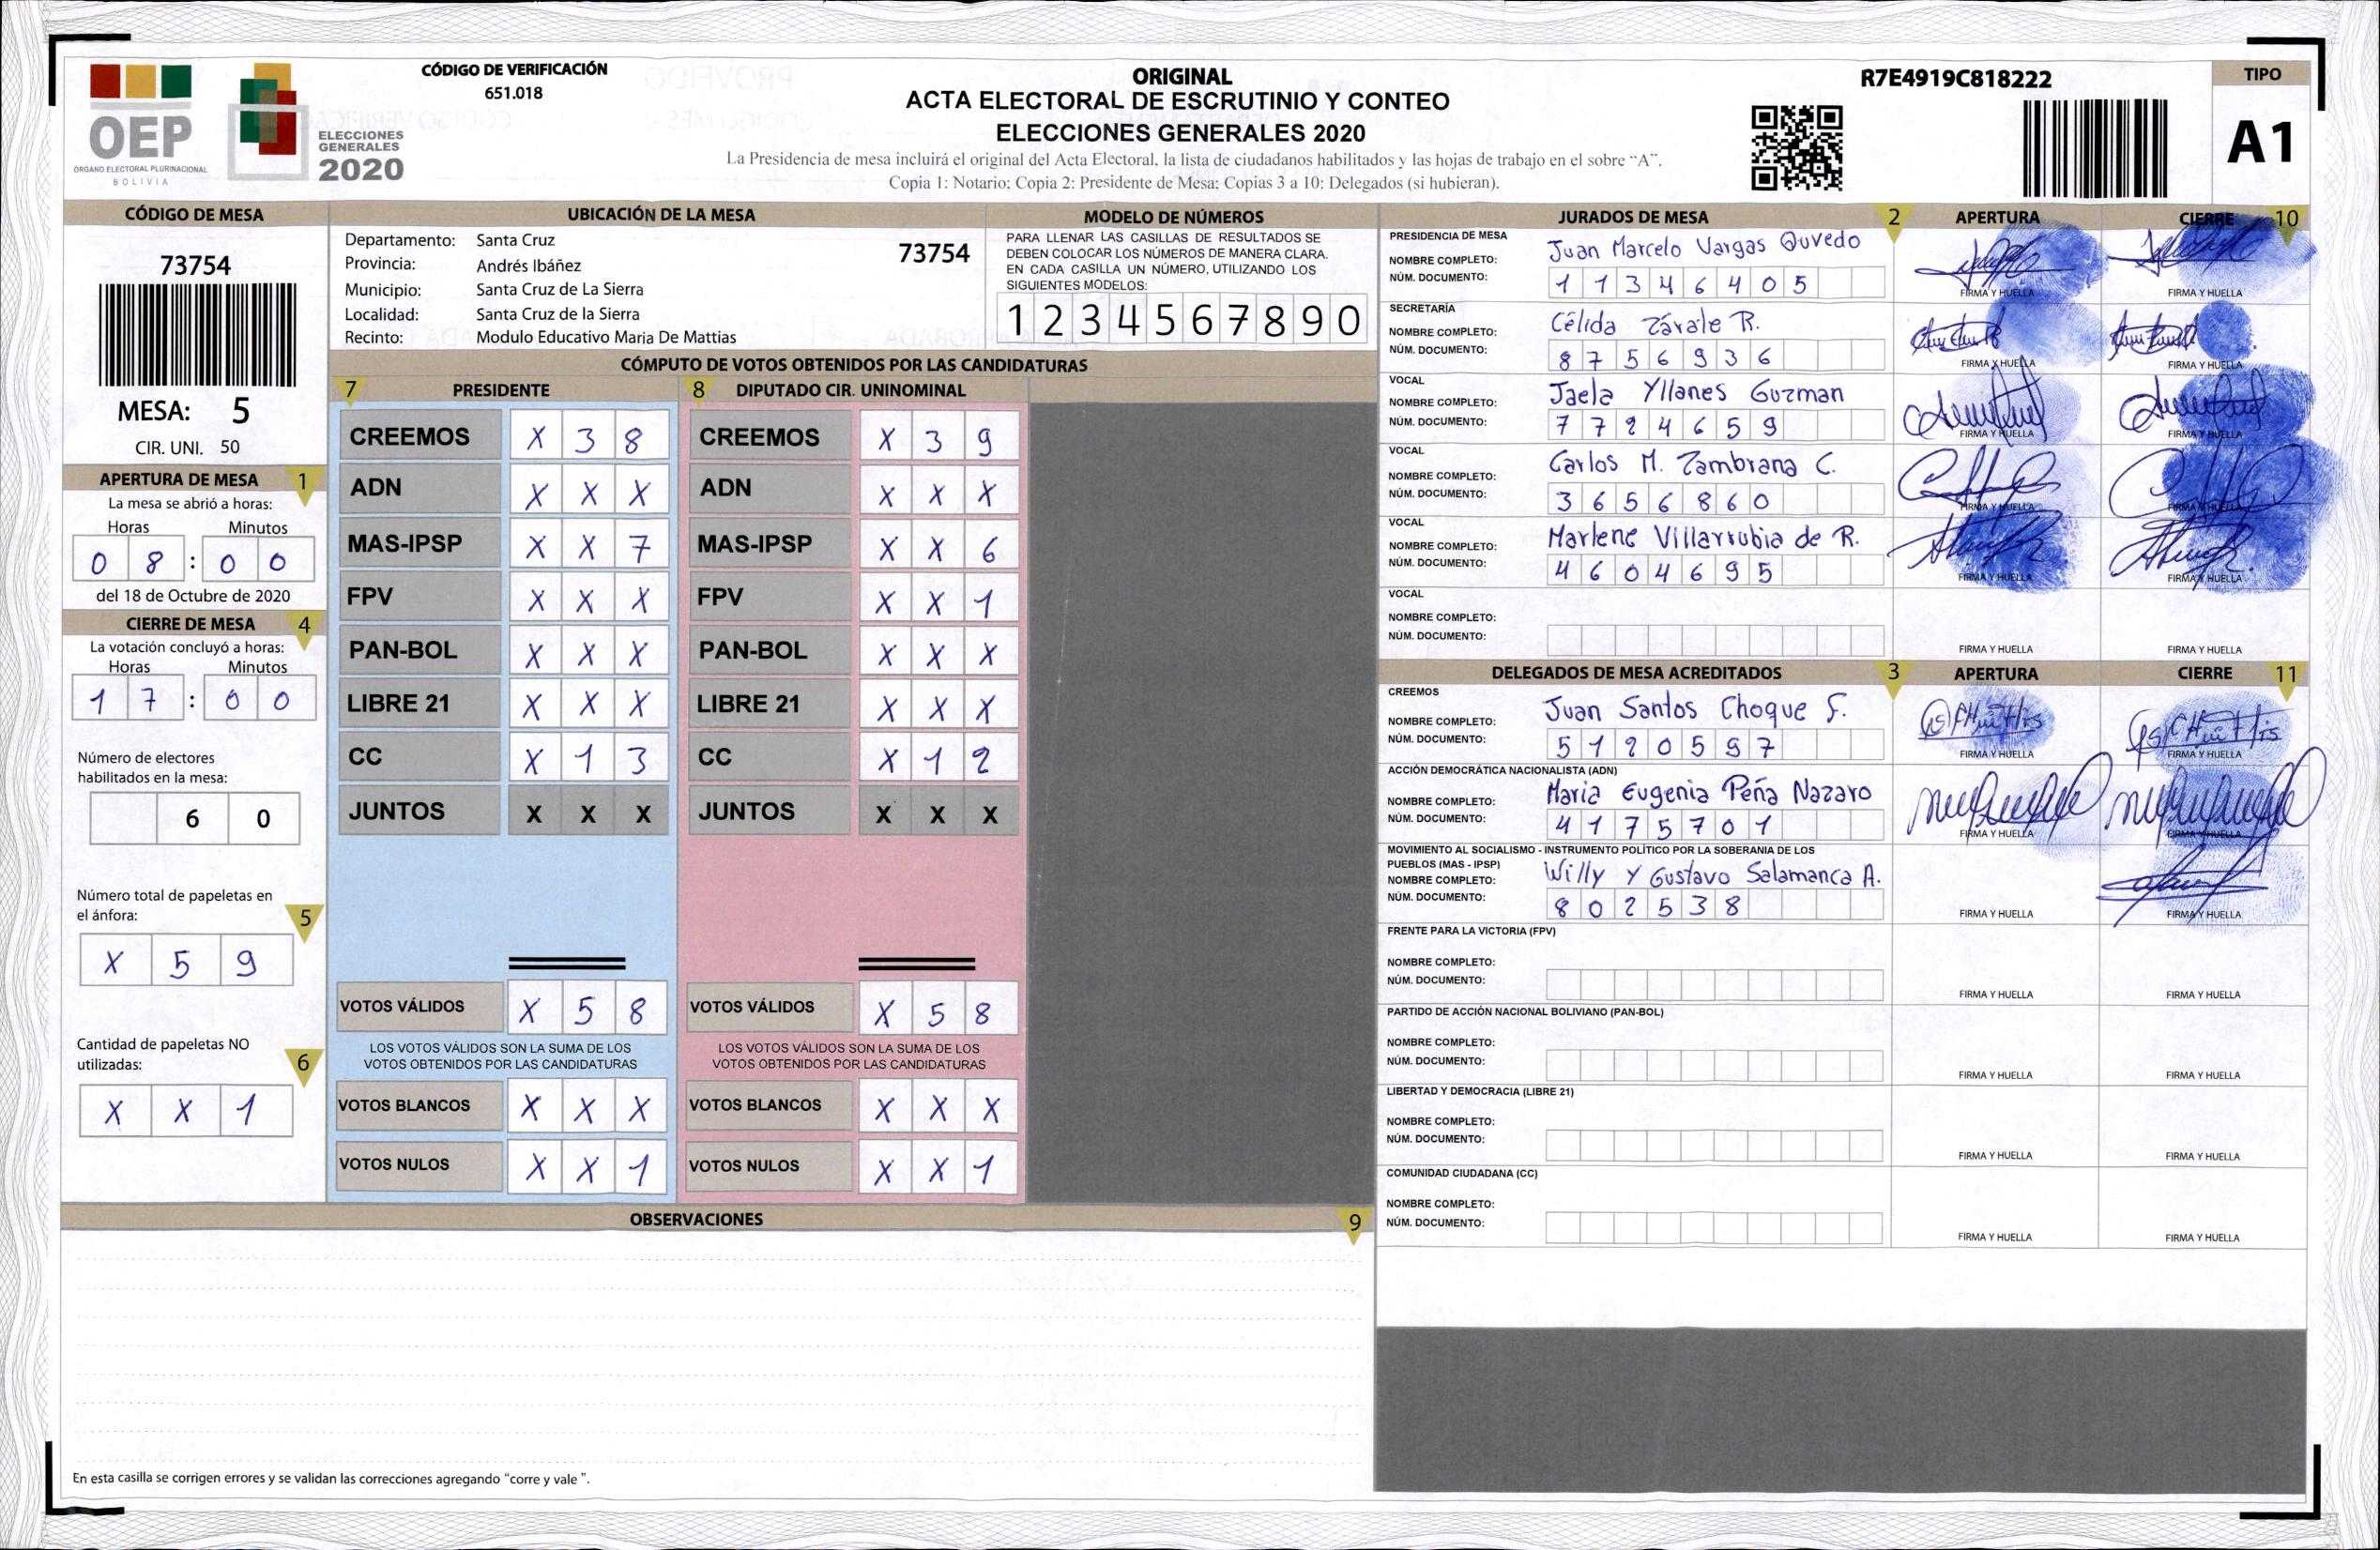 OEP
ORGANO ELECTORAL PLURINACIONAL
BOLIVIA
ELECCIONES
GENERALES
2020
CÓDIGO DE VERIFICACIÓN
651.018
ORIGINAL
ACTA ELECTORAL DE ESCRUTINIO Y CONTEO
ELECCIONES GENERALES 2020
La Presidencia de mesa incluirá el original del Acta Electoral, la lista de ciudadanos habilitados y las hojas de trabajo en el sobre “A”.
Copia 1: Notario; Copia 2: Presidente de Mesa; Copias 3 a 10: Delegados (si hubieran).
R7E4919C818222
TIPO
A1
CÓDIGO DE MESA
73754
MESA: 5
CIR. UNI. 50
APERTURA DE MESA 1
La mesa se abrió a horas:
Horas Minutos
0 8 : 0 0
del 18 de Octubre de 2020
CIERRE DE MESA 4
La votación concluyó a horas:
Horas Minutos
1 7 : 0 0
Número de electores
habilitados en la mesa:
6 0
Número total de papeletas en
el ánfora: 5
X 5 9
Cantidad de papeletas NO
utilizadas: 6
X X 1
UBICACIÓN DE LA MESA
Departamento: Santa Cruz 73754
Provincia: Andrés Ibáñez
Municipio: Santa Cruz de La Sierra
Localidad: Santa Cruz de la Sierra
Recinto: Modulo Educativo Maria De Mattias
MODELO DE NÚMEROS
PARA LLENAR LAS CASILLAS DE RESULTADOS SE
DEBEN COLOCAR LOS NÚMEROS DE MANERA CLARA.
EN CADA CASILLA UN NÚMERO, UTILIZANDO LOS
SIGUIENTES MODELOS:
1 2 3 4 5 6 7 8 9 0
CÓMPUTO DE VOTOS OBTENIDOS POR LAS CANDIDATURAS
7 PRESIDENTE
CREEMOS X 3 8
ADN X X X
MAS-IPSP X X 7
FPV X X X
PAN-BOL X X X
LIBRE 21 X X X
CC X 1 3
JUNTOS X X X
VOTOS VÁLIDOS X 5 8
LOS VOTOS VÁLIDOS SON LA SUMA DE LOS
VOTOS OBTENIDOS POR LAS CANDIDATURAS
VOTOS BLANCOS X X X
VOTOS NULOS X X 1
8 DIPUTADO CIR. UNINOMINAL
CREEMOS X 3 9
ADN X X X
MAS-IPSP X X 6
FPV X X 1
PAN-BOL X X X
LIBRE 21 X X X
CC X 1 2
JUNTOS X X X
VOTOS VÁLIDOS X 5 8
LOS VOTOS VÁLIDOS SON LA SUMA DE LOS
VOTOS OBTENIDOS POR LAS CANDIDATURAS
VOTOS BLANCOS X X X
VOTOS NULOS X X 1
OBSERVACIONES 9
En esta casilla se corrigen errores y se validan las correcciones agregando “corre y vale ”.
JURADOS DE MESA 2 APERTURA CIERRE 10
PRESIDENCIA DE MESA
NOMBRE COMPLETO: Juan Marcelo Vargas Quvedo
NÚM. DOCUMENTO: 1 1 3 4 6 4 0 5
FIRMA Y HUELLA FIRMA Y HUELLA
SECRETARÍA
NOMBRE COMPLETO: Célida Zárale R.
NÚM. DOCUMENTO: 8 7 5 6 9 3 6
FIRMA Y HUELLA FIRMA Y HUELLA
VOCAL
NOMBRE COMPLETO: Jaela Yllanes Guzman
NÚM. DOCUMENTO: 7 7 2 4 6 5 9
FIRMA Y HUELLA FIRMA Y HUELLA
VOCAL
NOMBRE COMPLETO: Carlos M. Zambrana C.
NÚM. DOCUMENTO: 3 6 5 6 8 6 0
FIRMA Y HUELLA FIRMA Y HUELLA
VOCAL
NOMBRE COMPLETO: Marlene Villarrubia de R.
NÚM. DOCUMENTO: 4 6 0 4 6 9 5
FIRMA Y HUELLA FIRMA Y HUELLA
VOCAL
NOMBRE COMPLETO:
NÚM. DOCUMENTO:
FIRMA Y HUELLA FIRMA Y HUELLA
DELEGADOS DE MESA ACREDITADOS 3 APERTURA CIERRE 11
CREEMOS
NOMBRE COMPLETO: Juan Santos Choque F.
NÚM. DOCUMENTO: 5 1 2 0 5 9 7
FIRMA Y HUELLA FIRMA Y HUELLA
ACCIÓN DEMOCRÁTICA NACIONALISTA (ADN)
NOMBRE COMPLETO: Maria Eugenia Peña Nazaro
NÚM. DOCUMENTO: 4 1 7 5 7 0 1
FIRMA Y HUELLA FIRMA Y HUELLA
MOVIMIENTO AL SOCIALISMO - INSTRUMENTO POLÍTICO POR LA SOBERANIA DE LOS
PUEBLOS (MAS - IPSP)
NOMBRE COMPLETO: Willy Y Gustavo Salamanca A.
NÚM. DOCUMENTO: 8 0 2 5 3 8
FIRMA Y HUELLA FIRMA Y HUELLA
FRENTE PARA LA VICTORIA (FPV)
NOMBRE COMPLETO:
NÚM. DOCUMENTO:
FIRMA Y HUELLA FIRMA Y HUELLA
PARTIDO DE ACCIÓN NACIONAL BOLIVIANO (PAN-BOL)
NOMBRE COMPLETO:
NÚM. DOCUMENTO:
FIRMA Y HUELLA FIRMA Y HUELLA
LIBERTAD Y DEMOCRACIA (LIBRE 21)
NOMBRE COMPLETO:
NÚM. DOCUMENTO:
FIRMA Y HUELLA FIRMA Y HUELLA
COMUNIDAD CIUDADANA (CC)
NOMBRE COMPLETO:
NÚM. DOCUMENTO:
FIRMA Y HUELLA FIRMA Y HUELLA